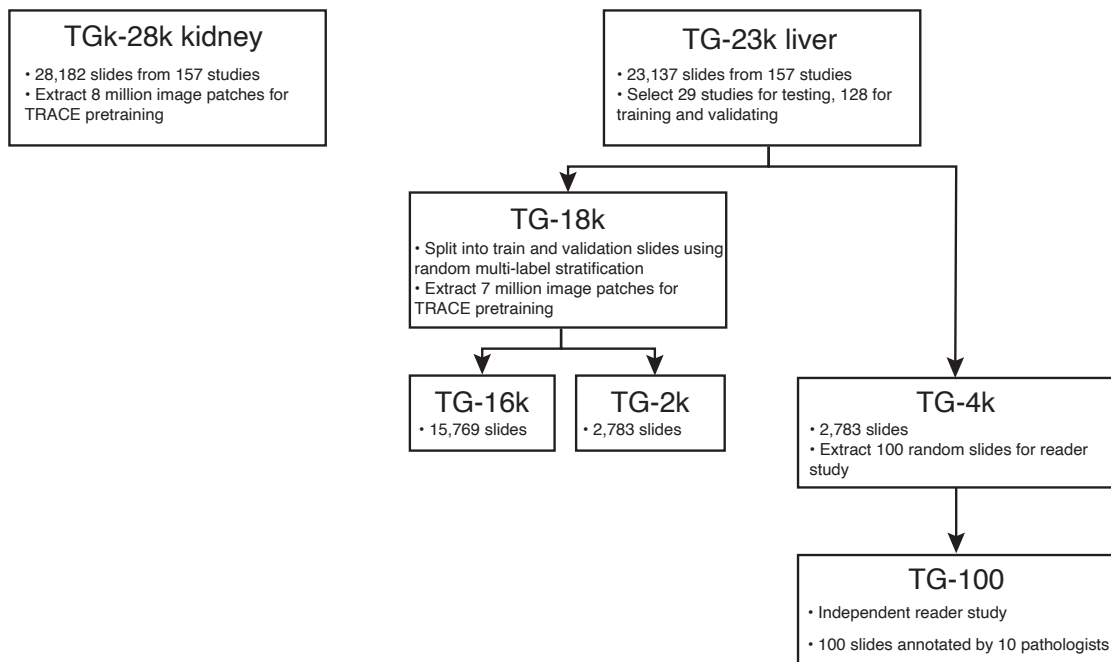 TGk-28k kidney
• 28,182 slides from 157 studies
• Extract 8 million image patches for
TRACE pretraining
TG-23k liver
• 23,137 slides from 157 studies
• Select 29 studies for testing, 128 for
training and validating
TG-18k
• Split into train and validation slides using
random multi-label stratification
• Extract 7 million image patches for
TRACE pretraining
TG-16k
• 15,769 slides
TG-2k
• 2,783 slides
TG-4k
• 2,783 slides
• Extract 100 random slides for reader
study
TG-100
• Independent reader study
• 100 slides annotated by 10 pathologists